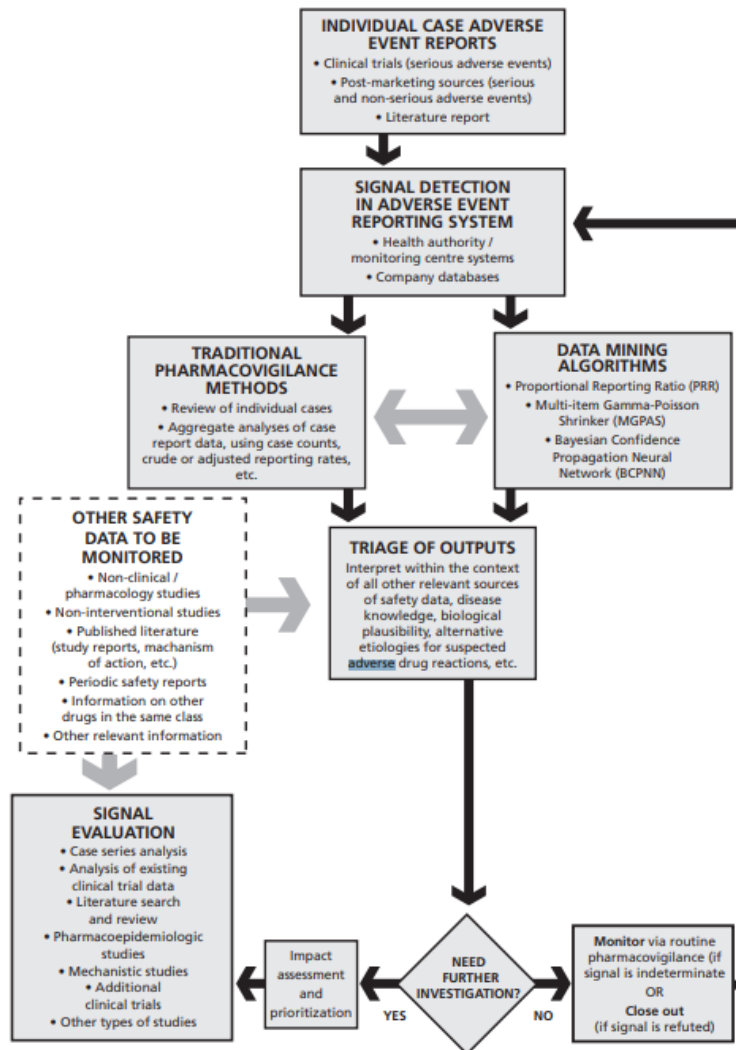 INDIVIDUAL CASE ADVERSE
EVENT REPORTS
• Clinical trials (serious adverse events)
• Post-marketing sources (serious
and non-serious adverse events)
• Literature report
SIGNAL DETECTION
IN ADVERSE EVENT
REPORTING SYSTEM
• Health authority /
monitoring centre systems
• Company databases
TRADITIONAL
PHARMACOVIGILANCE
METHODS
• Review of individual cases
• Aggregate analyses of case
report data, using case counts,
crude or adjusted reporting rates,
etc.
DATA MINING
ALGORITHMS
• Proportional Reporting Ratio (PRR)
• Multi-item Gamma-Poisson
Shrinker (MGPAS)
• Bayesian Confidence
Propagation Neural
Network (BCPNN)
OTHER SAFETY
DATA TO BE
MONITORED
• Non-clinical /
pharmacology studies
• Non-interventional studies
• Published literature
(study reports, machanism
of action, etc.)
• Periodic safety reports
• Information on other
drugs in the same class
• Other relevant information
TRIAGE OF OUTPUTS
Interpret within the context
of all other relevant sources
of safety data, disease
knowledge, biological
plausibility, alternative
etiologies for suspected
adverse drug reactions, etc.
SIGNAL
EVALUATION
• Case series analysis
• Analysis of existing
clinical trial data
• Literature search
and review
• Pharmacoepidemiologic
studies
• Mechanistic studies
• Additional
clinical trials
• Other types of studies
Impact
assessment
and
prioritization
YES
NEED
FURTHER
INVESTIGATION?
NO
Monitor via routine
pharmacovigilance (if
signal is indeterminate
OR
Close out
(if signal is refuted)